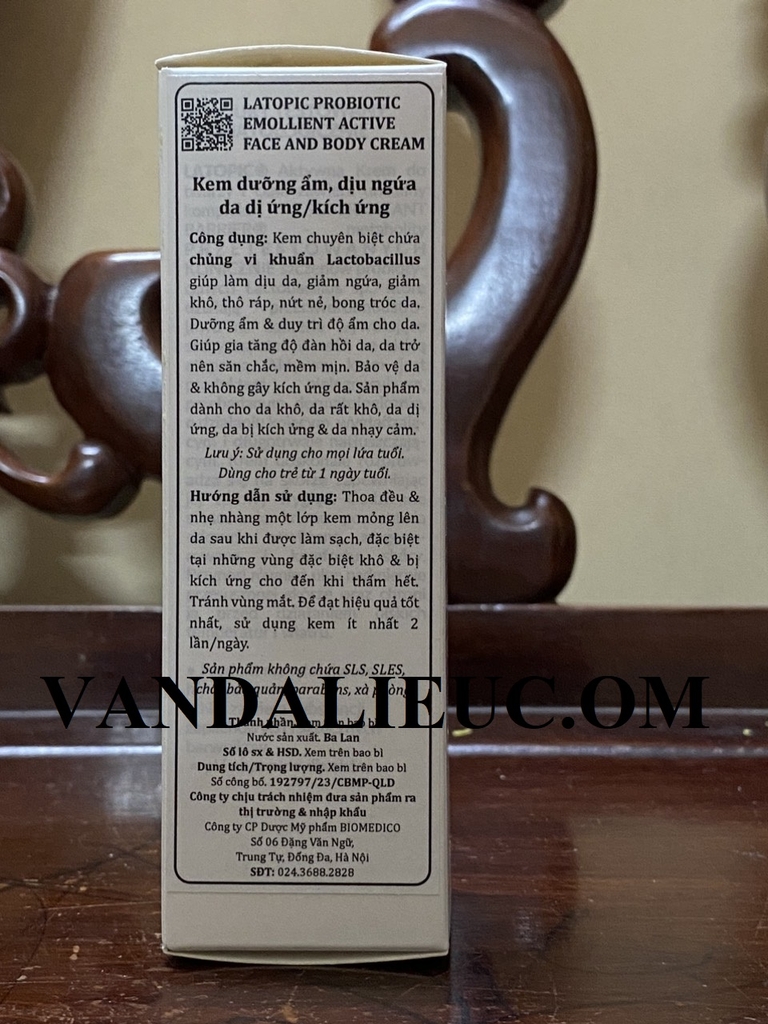 LATOPIC PROBIOTIC
EMOLLIENT ACTIVE
FACE AND BODY CREAM
Kem dưỡng ẩm, dịu ngứa
da dị ứng/kích ứng
Công dụng: Kem chuyên biệt chứa
chủng vi khuẩn Lactobacillus
giúp làm dịu da, giảm ngứa, giảm
khô, thô ráp, nứt nẻ, bong tróc da.
Dưỡng ẩm & duy trì độ ẩm cho da.
Giúp gia tăng độ đàn hồi da, da trở
nên săn chắc, mềm mịn. Bảo vệ da
& không gây kích ứng da. Sản phẩm
dành cho da khô, da rất khô, da dị
ứng, da bị kích ửng & da nhạy cảm.
Lưu ý: Sử dụng cho mọi lứa tuổi.
Dùng cho trẻ từ 1 ngày tuổi.
Hướng dẫn sử dụng: Thoa đều &
nhẹ nhàng một lớp kem mỏng lên
da sau khi được làm sạch, đặc biệt
tại những vùng đặc biệt khô & bị
kích ứng cho đến khi thấm hết.
Tránh vùng mắt. Để đạt hiệu quả tốt
nhất, sử dụng kem ít nhất 2
lần/ngày.
Sản phẩm không chứa SLS, SLES,
chất bảo quản parabens, xà phòng
VANDALIEUC.OM
Thành phần. Xem trên bao bì
Nước sản xuất. Ba Lan
Số lô sx & HSD. Xem trên bao bì
Dung tích/Trọng lượng. Xem trên bao bì
Số công bố. 192797/23/CBMP-QLD
Công ty chịu trách nhiệm đưa sản phẩm ra
thị trường & nhập khẩu
Công ty CP Dược Mỹ phẩm BIOMEDICO
Số 06 Đặng Văn Ngữ,
Trung Tự, Đống Đa, Hà Nội
SĐT: 024.3688.2828